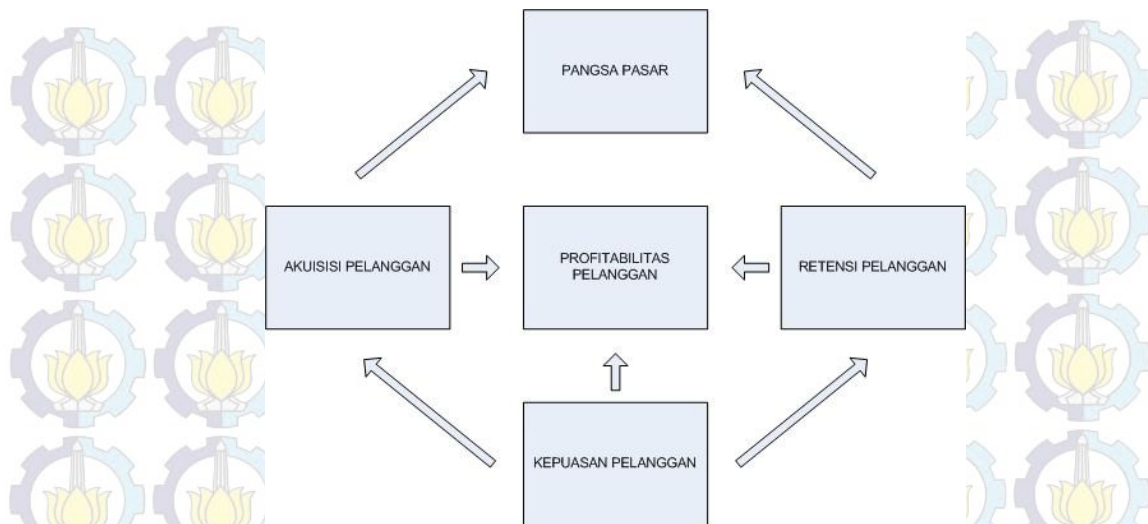 PANGSA PASAR
AKUISISI PELANGGAN
PROFITABILITAS
PELANGGAN
RETENSI PELANGGAN
KEPUASAN PELANGGAN